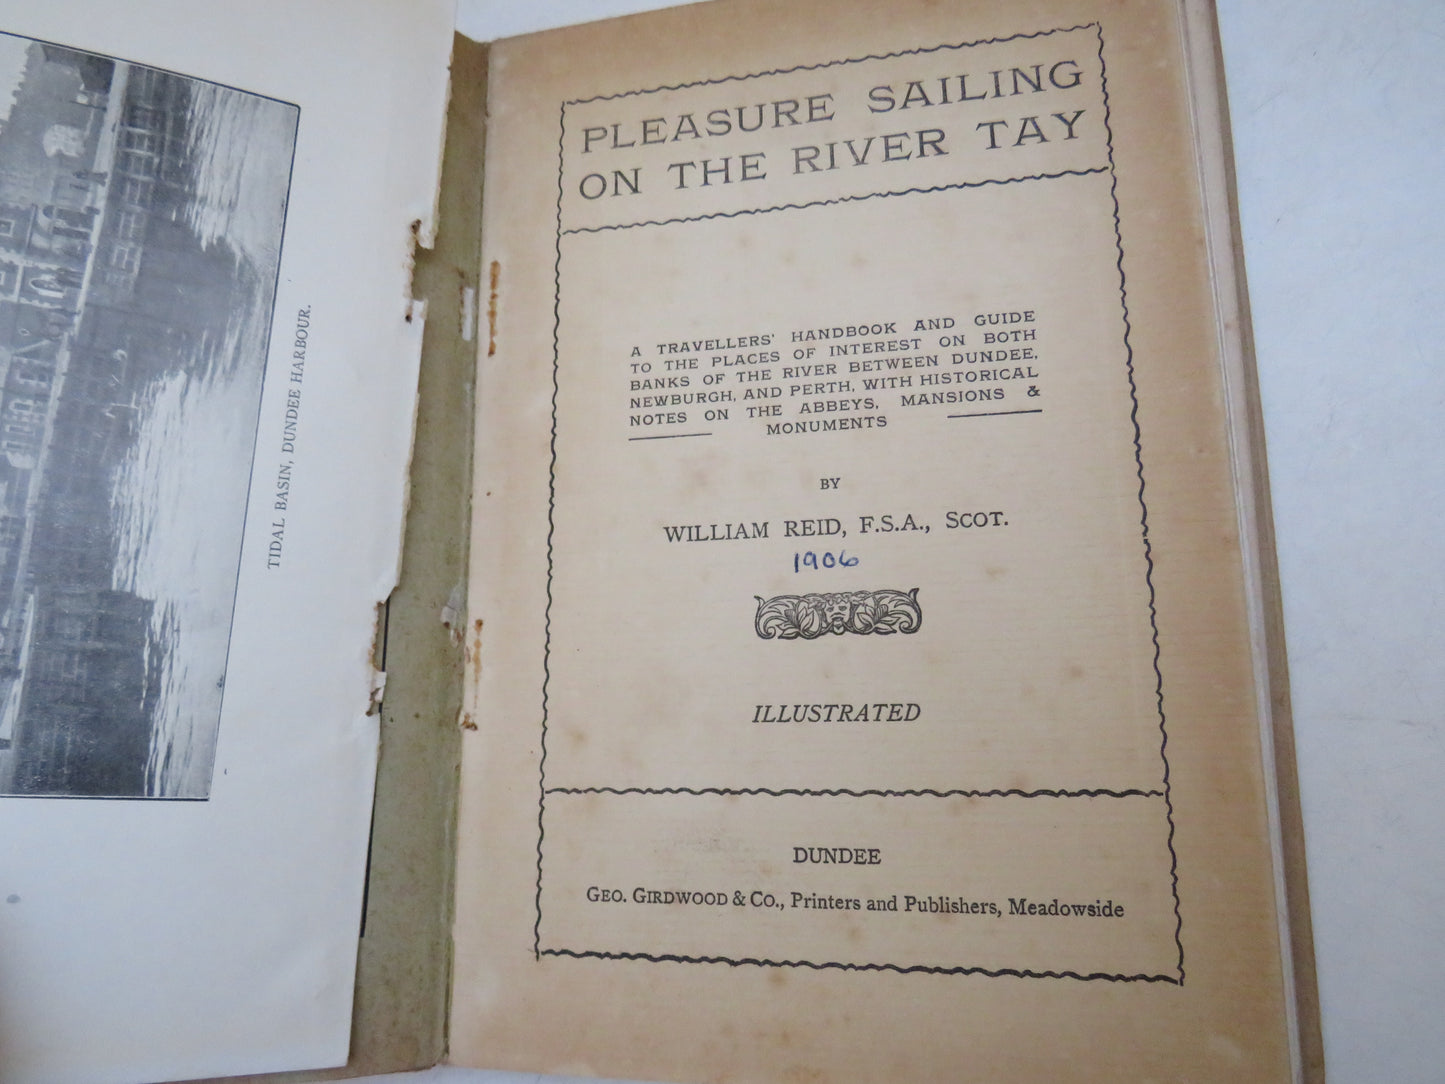 TIDAL BASIN, DUNDEE HARBOUR.
PLEASURE SAILING
ON THE RIVER TAY
A TRAVELLERS' HANDBOOK AND GUIDE
TO THE PLACES OF INTEREST ON BOTH
BANKS OF THE RIVER BETWEEN DUNDEE,
NEWBURGH, AND PERTH, WITH HISTORICAL
NOTES ON THE ABBEYS, MANSIONS &
MONUMENTS
BY
WILLIAM REID, F.S.A., SCOT.
1906
ILLUSTRATED
DUNDEE
GEO. GIRDWOOD & CO., Printers and Publishers, Meadowside